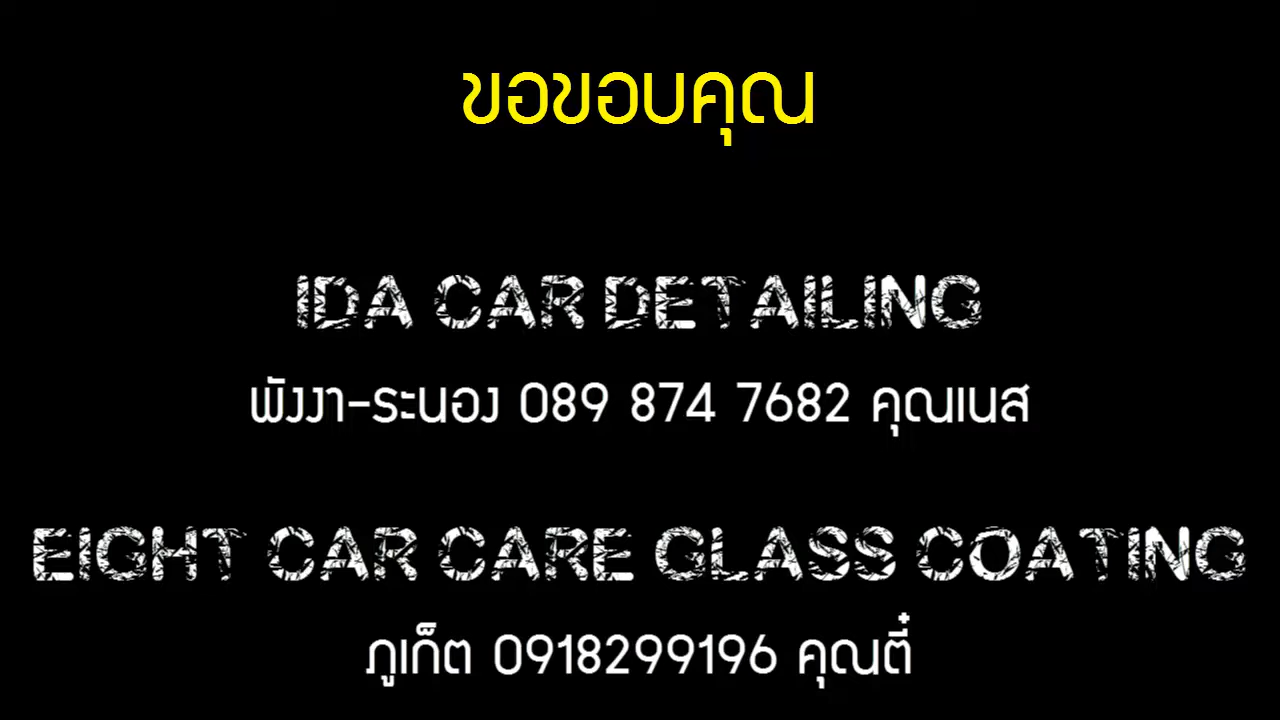 ขอขอบคุณ
IDA CAR DETAILING
พังงา-ระนอง 089 874 7682 คุณเนส
EIGHT CAR CARE GLASS COATING
ภูเก็ต 0918299196 คุณตี๋